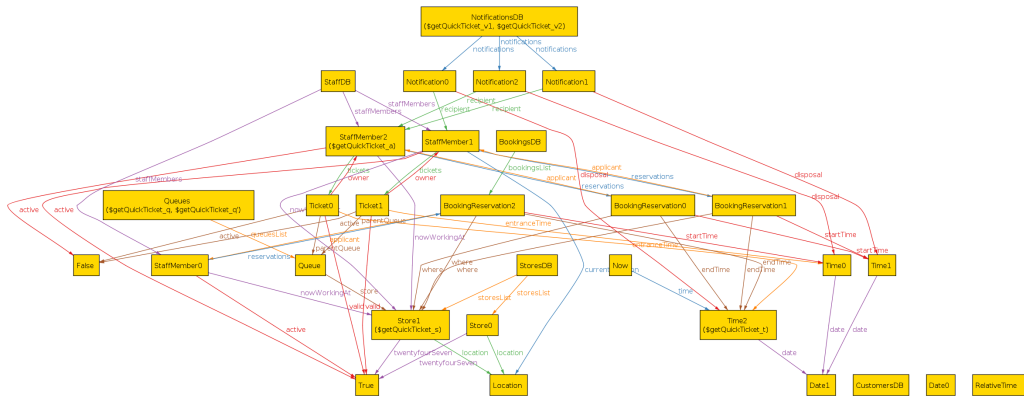 NotificationsDB
($getQuickTicket_v1, $getQuickTicket_v2)
notifications
notifications
notifications
StaffDB
Notification0
Notification2
Notification1
staffMembers
staffMembers
recipient
recipient
recipient
StaffMember2
($getQuickTicket_a)
StaffMember1
BookingsDB
bookingsList
applicant
applicant
disposal
disposal
disposal
tickets
tickets
owner
owner
reservations
reservations
staffMembers
Queues
($getQuickTicket_q, $getQuickTicket_q')
Ticket0
Ticket1
BookingReservation2
BookingReservation0
BookingReservation1
active
active
active
active
parentQueue
parentQueue
entranceTime
entranceTime
startTime
startTime
startTime
queuesList
applicant
reservations
nowWorkingAt
where
where
where
endTime
endTime
endTime
False
StaffMember0
Queue
StoresDB
Now
Time0
Time1
nowWorkingAt
store
storesList
storesList
time
valid
valid
Store1
($getQuickTicket_s)
Store0
Time2
($getQuickTicket_t)
active
twentyfourSeven
twentyfourSeven
location
location
date
date
date
True
Location
Date1
CustomersDB
Date0
RelativeTime